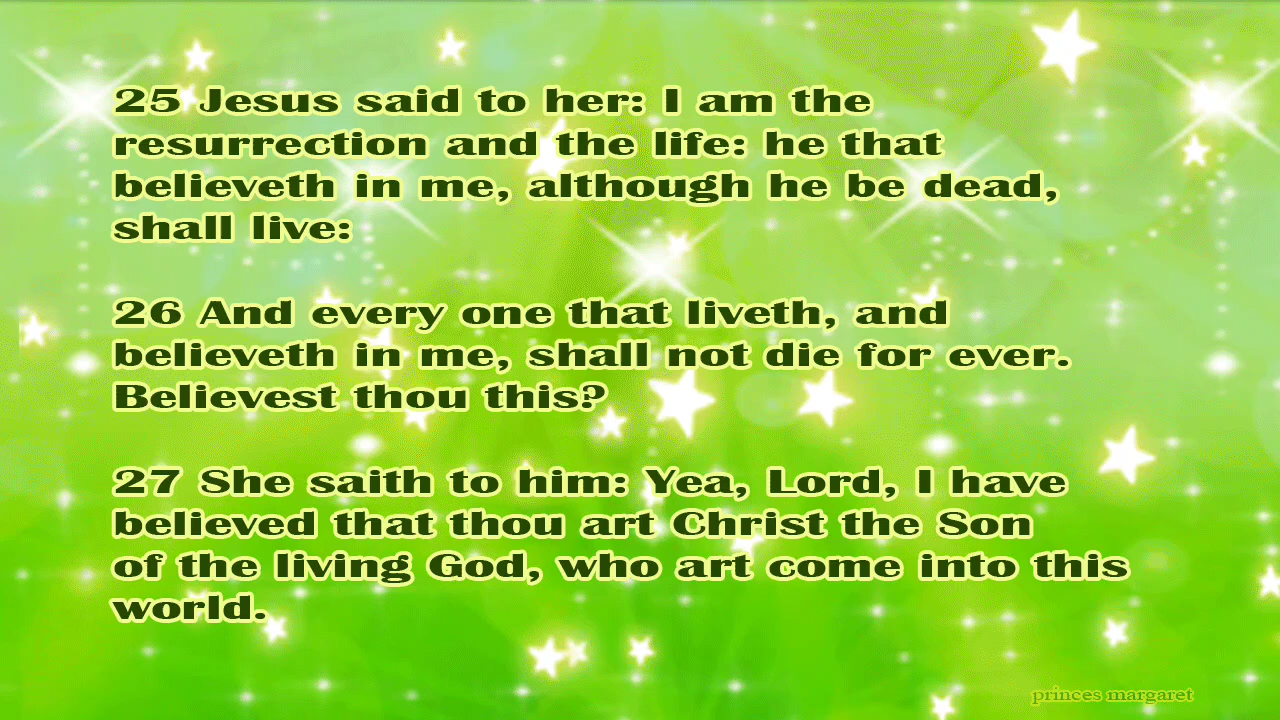 25 Jesus said to her: I am the
resurrection and the life: he that
believeth in me, although he be dead,
shall live:
26 And every one that liveth, and
believeth in me, shall not die for ever.
Believest thou this?
27 She saith to him: Yea, Lord, I have
believed that thou art Christ the Son
of the living God, who art come into this
world.
princes margaret